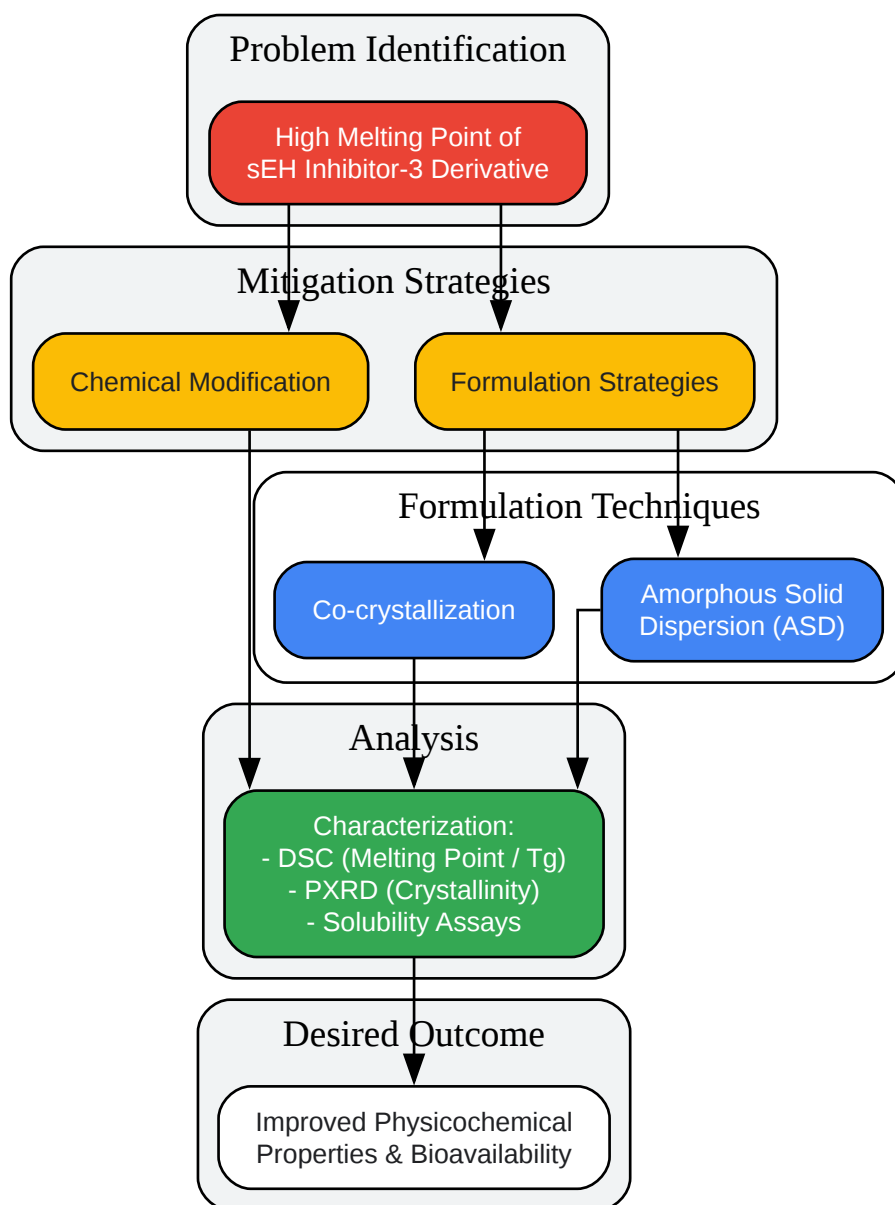 Problem Identification
High Melting Point of
sEH Inhibitor-3 Derivative
Mitigation Strategies
Chemical Modification
Formulation Strategies
Formulation Techniques
Co-crystallization
Amorphous Solid
Dispersion (ASD)
Analysis
Characterization:
- DSC (Melting Point / Tg)
- PXRD (Crystallinity)
- Solubility Assays
Desired Outcome
Improved Physicochemical
Properties & Bioavailability